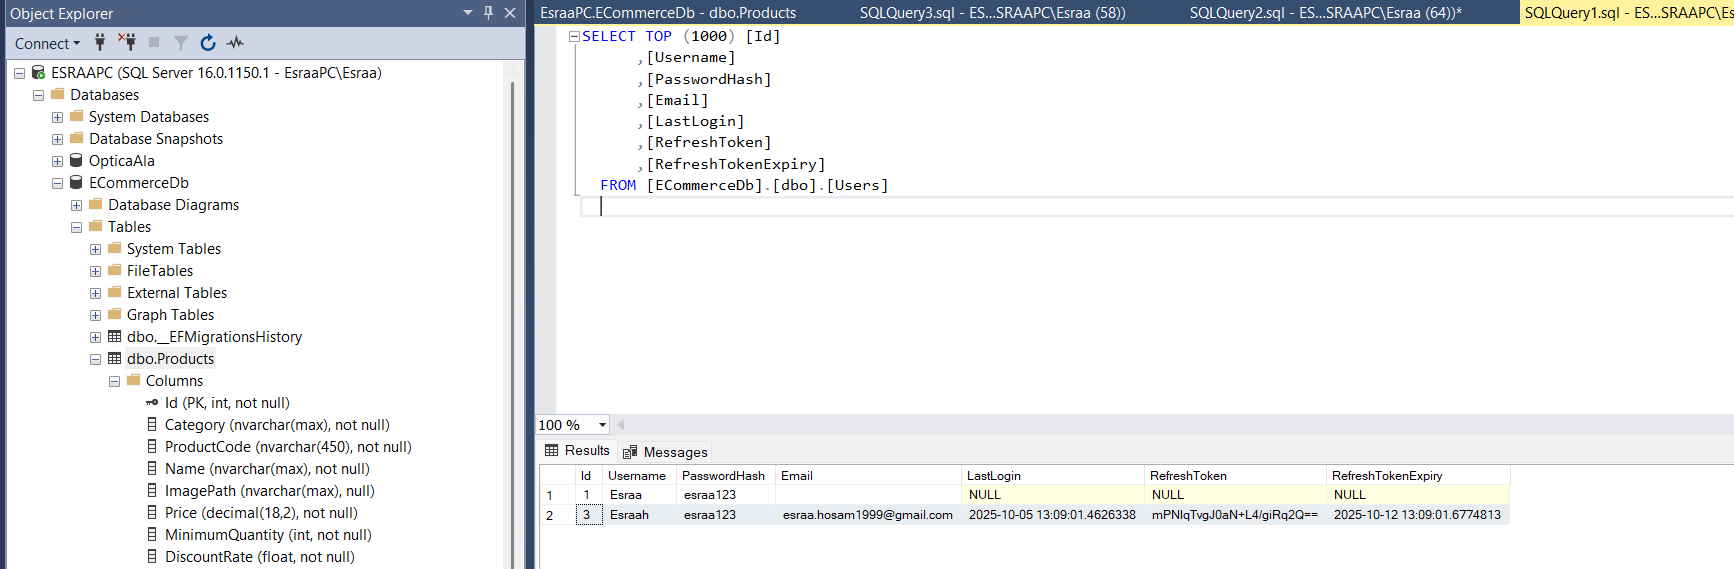 Object Explorer
Connect
ESRAAPC (SQL Server 16.0.1150.1 - EsraaPC\Esraa)
Databases
System Databases
Database Snapshots
OpticaAla
ECommerceDb
Database Diagrams
Tables
System Tables
FileTables
External Tables
Graph Tables
dbo.__EFMigrationsHistory
dbo.Products
Columns
Id (PK, int, not null)
Category (nvarchar(max), not null)
ProductCode (nvarchar(450), not null)
Name (nvarchar(max), not null)
ImagePath (nvarchar(max), null)
Price (decimal(18,2), not null)
MinimumQuantity (int, not null)
DiscountRate (float, not null)
EsraaPC.ECommerceDb - dbo.Products SQLQuery3.sql - ES...SRAAPC\Esraa (58)) SQLQuery2.sql - ES...SRAAPC\Esraa (64))* SQLQuery1.sql - ES...SRAAPC\Es
SELECT TOP (1000) [Id]
,[Username]
,[PasswordHash]
,[Email]
,[LastLogin]
,[RefreshToken]
,[RefreshTokenExpiry]
FROM [ECommerceDb].[dbo].[Users]
100 %
Results Messages
Id Username PasswordHash Email LastLogin RefreshToken RefreshTokenExpiry
1 1 Esraa esraa123 NULL NULL NULL
2 3 Esraah esraa123 esraa.hosam1999@gmail.com 2025-10-05 13:09:01.4626338 mPNIqTvgJ0aN+L4/giRq2Q== 2025-10-12 13:09:01.6774813